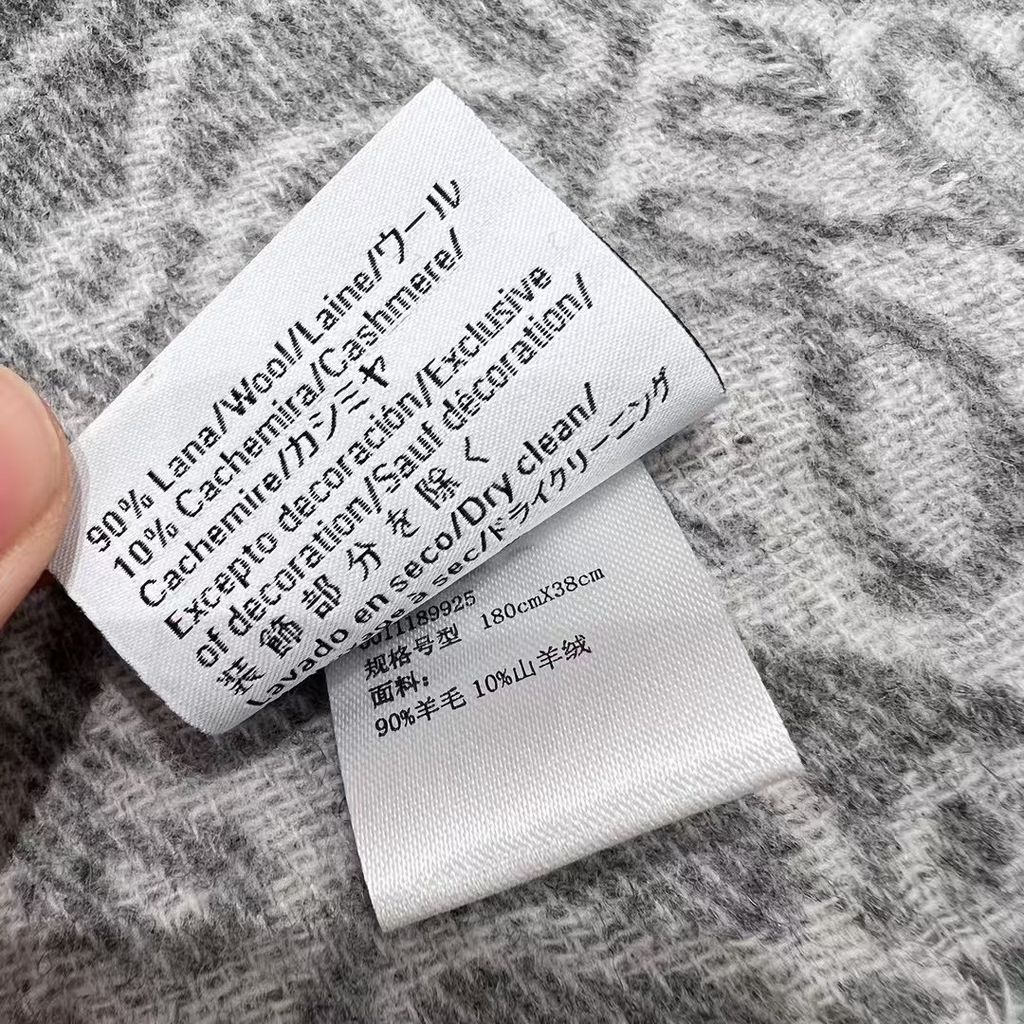 90% Lana/Wool/Laine/ウール
10% Cachemira/Cashmere/
Cachemire/カシミヤ
Excepto decoración/Exclusive
of decoration/Sauf décoration/
装飾部分を除く
Lavado en seco/Dry clean/
sec/ドライクリーニング
规格号型 180cmX38cm
面料:
90%羊毛 10%山羊绒